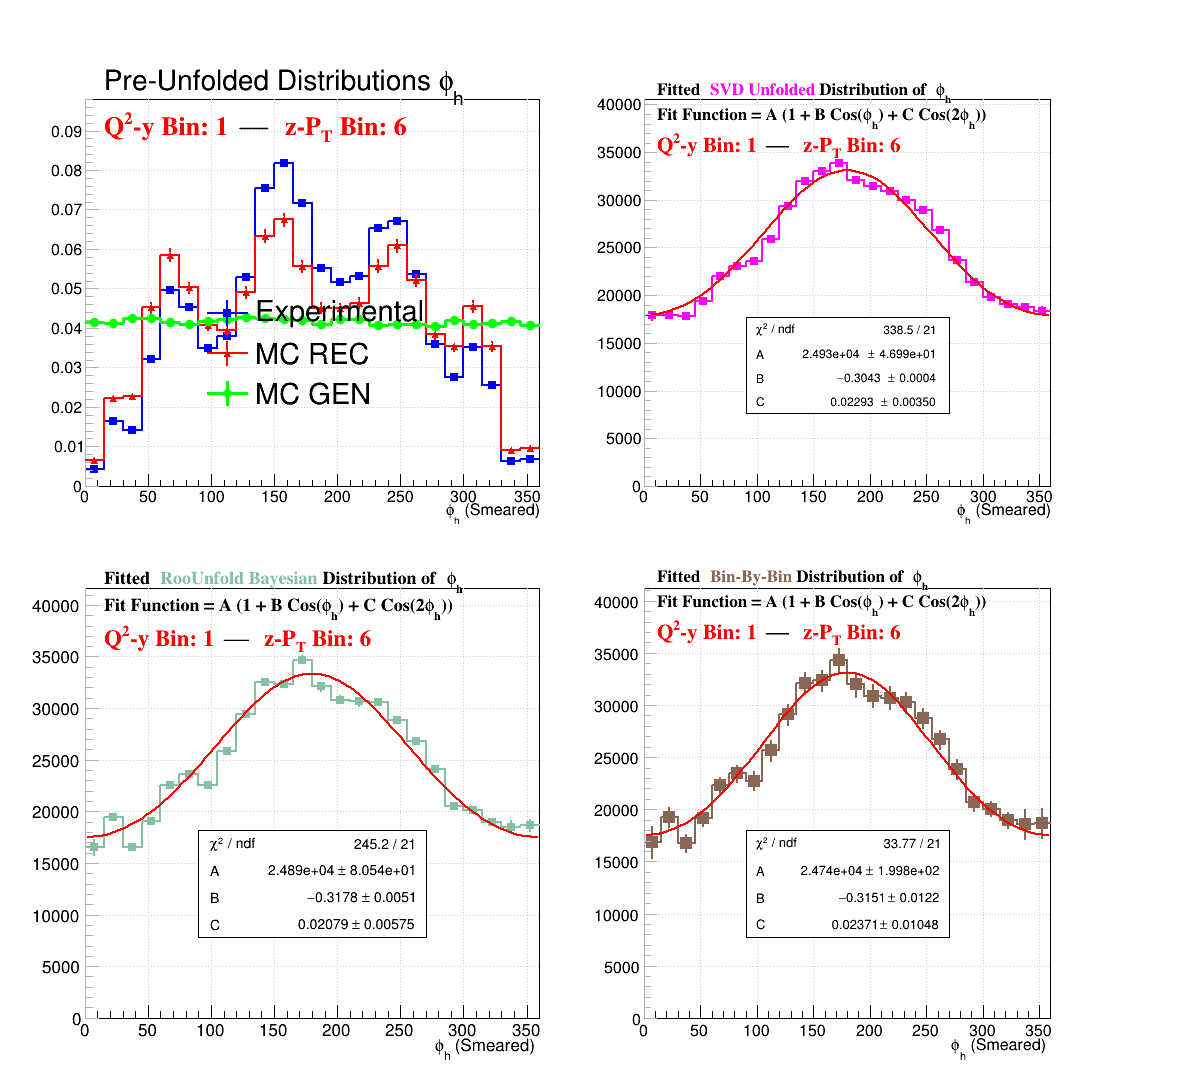 Pre-Unfolded Distributions ϕh
Q²-y Bin: 1 — z-PT Bin: 6
0.09
0.08
0.07
0.06
0.05
0.04
0.03
0.02
0.01
0
Experimental
MC REC
MC GEN
0 50 100 150 200 250 300 350
ϕh (Smeared)
Fitted SVD Unfolded Distribution of ϕh
Fit Function = A (1 + B Cos(ϕh) + C Cos(2ϕh))
Q²-y Bin: 1 — z-PT Bin: 6
40000
35000
30000
25000
20000
15000
10000
5000
0
χ² / ndf 338.5 / 21
A 2.493e+04 ± 4.699e+01
B −0.3043 ± 0.0004
C 0.02293 ± 0.00350
0 50 100 150 200 250 300 350
ϕh (Smeared)
Fitted RooUnfold Bayesian Distribution of ϕh
Fit Function = A (1 + B Cos(ϕh) + C Cos(2ϕh))
Q²-y Bin: 1 — z-PT Bin: 6
40000
35000
30000
25000
20000
15000
10000
5000
0
χ² / ndf 245.2 / 21
A 2.489e+04 ± 8.054e+01
B −0.3178 ± 0.0051
C 0.02079 ± 0.00575
0 50 100 150 200 250 300 350
ϕh (Smeared)
Fitted Bin-By-Bin Distribution of ϕh
Fit Function = A (1 + B Cos(ϕh) + C Cos(2ϕh))
Q²-y Bin: 1 — z-PT Bin: 6
40000
35000
30000
25000
20000
15000
10000
5000
0
χ² / ndf 33.77 / 21
A 2.474e+04 ± 1.998e+02
B −0.3151 ± 0.0122
C 0.02371 ± 0.01048
0 50 100 150 200 250 300 350
ϕh (Smeared)